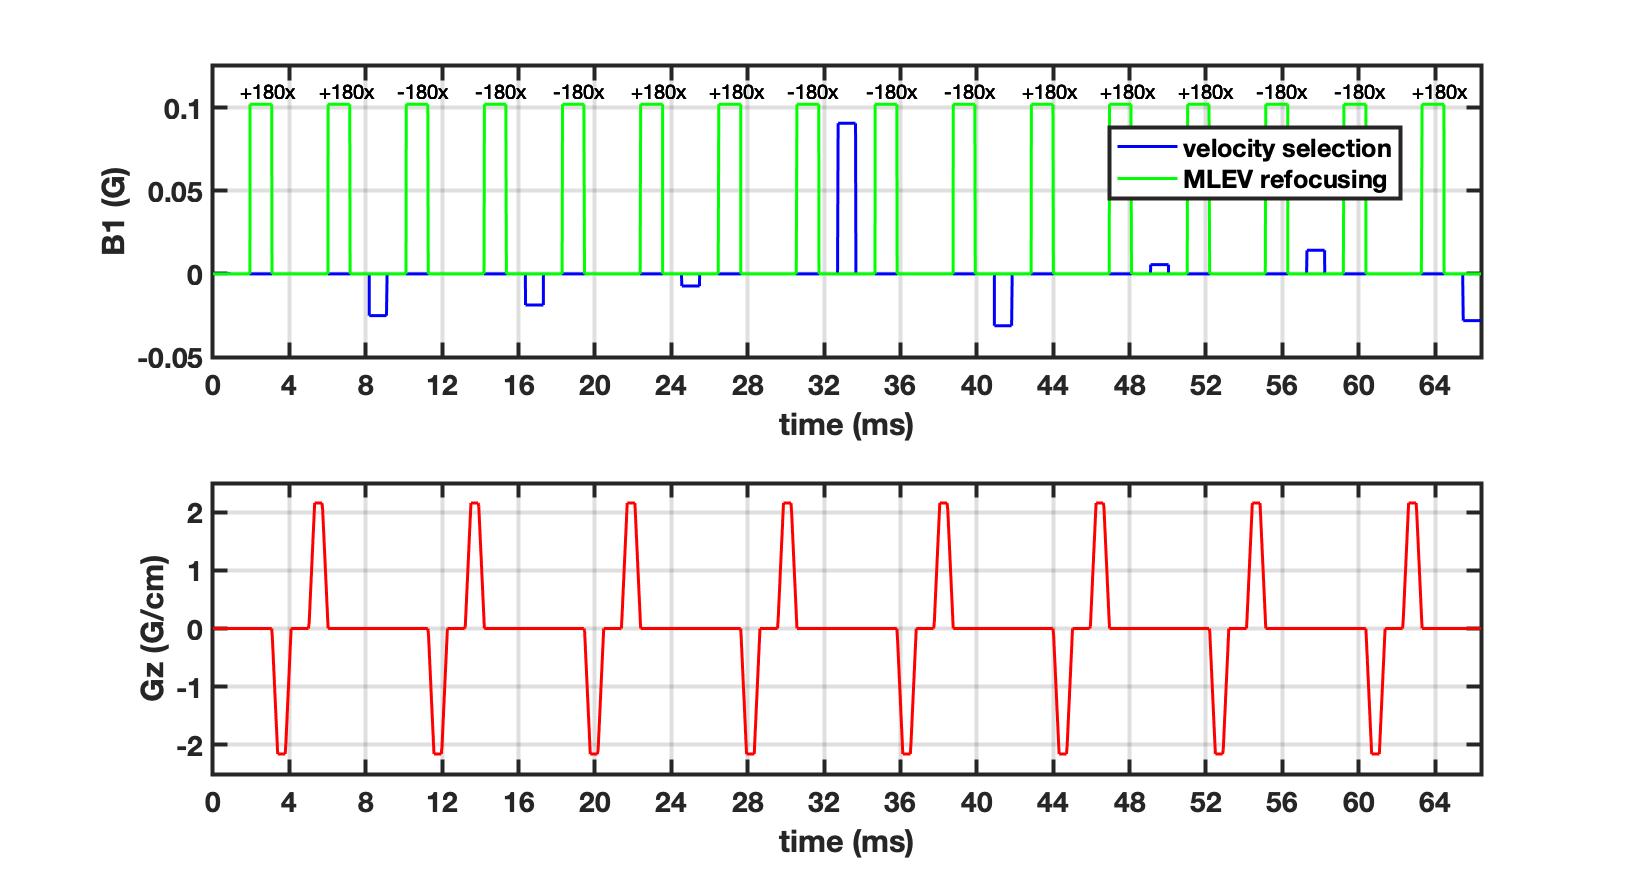 +180x +180x -180x -180x -180x +180x +180x -180x -180x -180x +180x +180x +180x -180x -180x +180x
0.1
0.05
0
-0.05
B1 (G)
velocity selection
MLEV refocusing
0 4 8 12 16 20 24 28 32 36 40 44 48 52 56 60 64
time (ms)
2
1
0
-1
-2
Gz (G/cm)
0 4 8 12 16 20 24 28 32 36 40 44 48 52 56 60 64
time (ms)